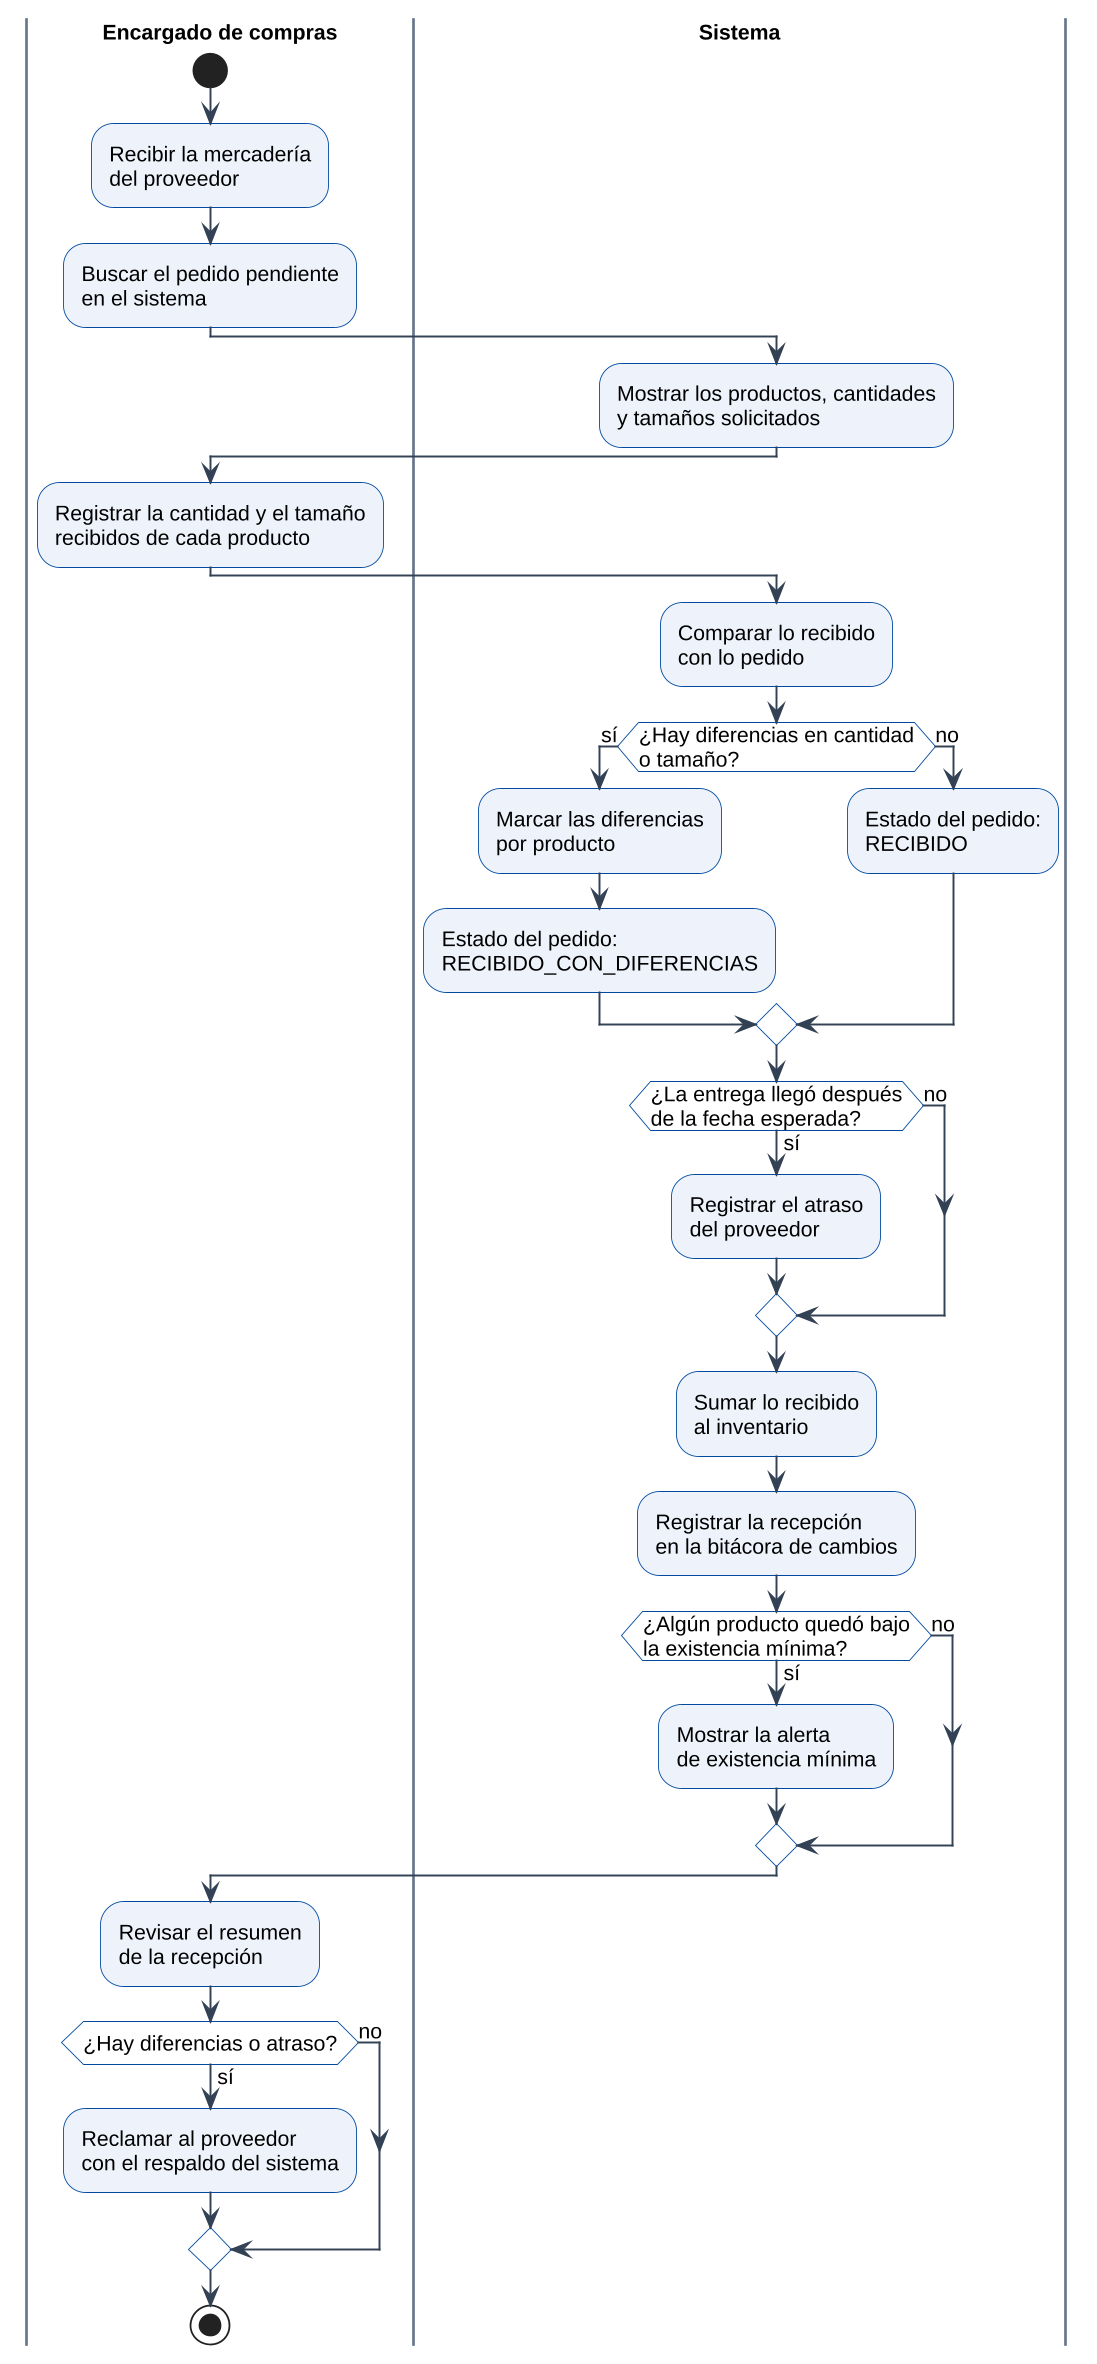 Encargado de compras
Sistema
Recibir la mercadería
del proveedor
Buscar el pedido pendiente
en el sistema
Mostrar los productos, cantidades
y tamaños solicitados
Registrar la cantidad y el tamaño
recibidos de cada producto
Comparar lo recibido
con lo pedido
sí
¿Hay diferencias en cantidad
o tamaño?
no
Marcar las diferencias
por producto
Estado del pedido:
RECIBIDO
Estado del pedido:
RECIBIDO_CON_DIFERENCIAS
¿La entrega llegó después
de la fecha esperada?
no
sí
Registrar el atraso
del proveedor
Sumar lo recibido
al inventario
Registrar la recepción
en la bitácora de cambios
¿Algún producto quedó bajo
la existencia mínima?
no
sí
Mostrar la alerta
de existencia mínima
Revisar el resumen
de la recepción
¿Hay diferencias o atraso?
no
sí
Reclamar al proveedor
con el respaldo del sistema